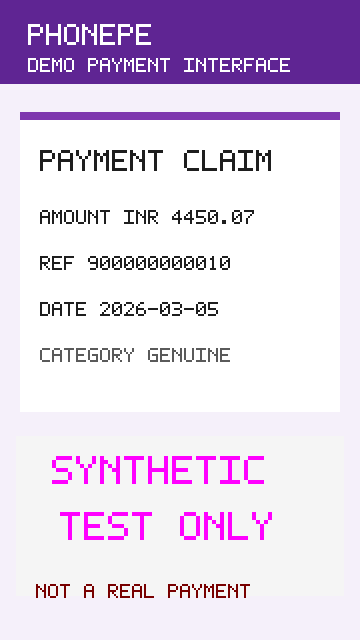 PHONEPE
DEMO PAYMENT INTERFACE
PAYMENT CLAIM
AMOUNT INR 4450.07
REF 900000000010
DATE 2026-03-05
CATEGORY GENUINE
SYNTHETIC
TEST ONLY
NOT A REAL PAYMENT